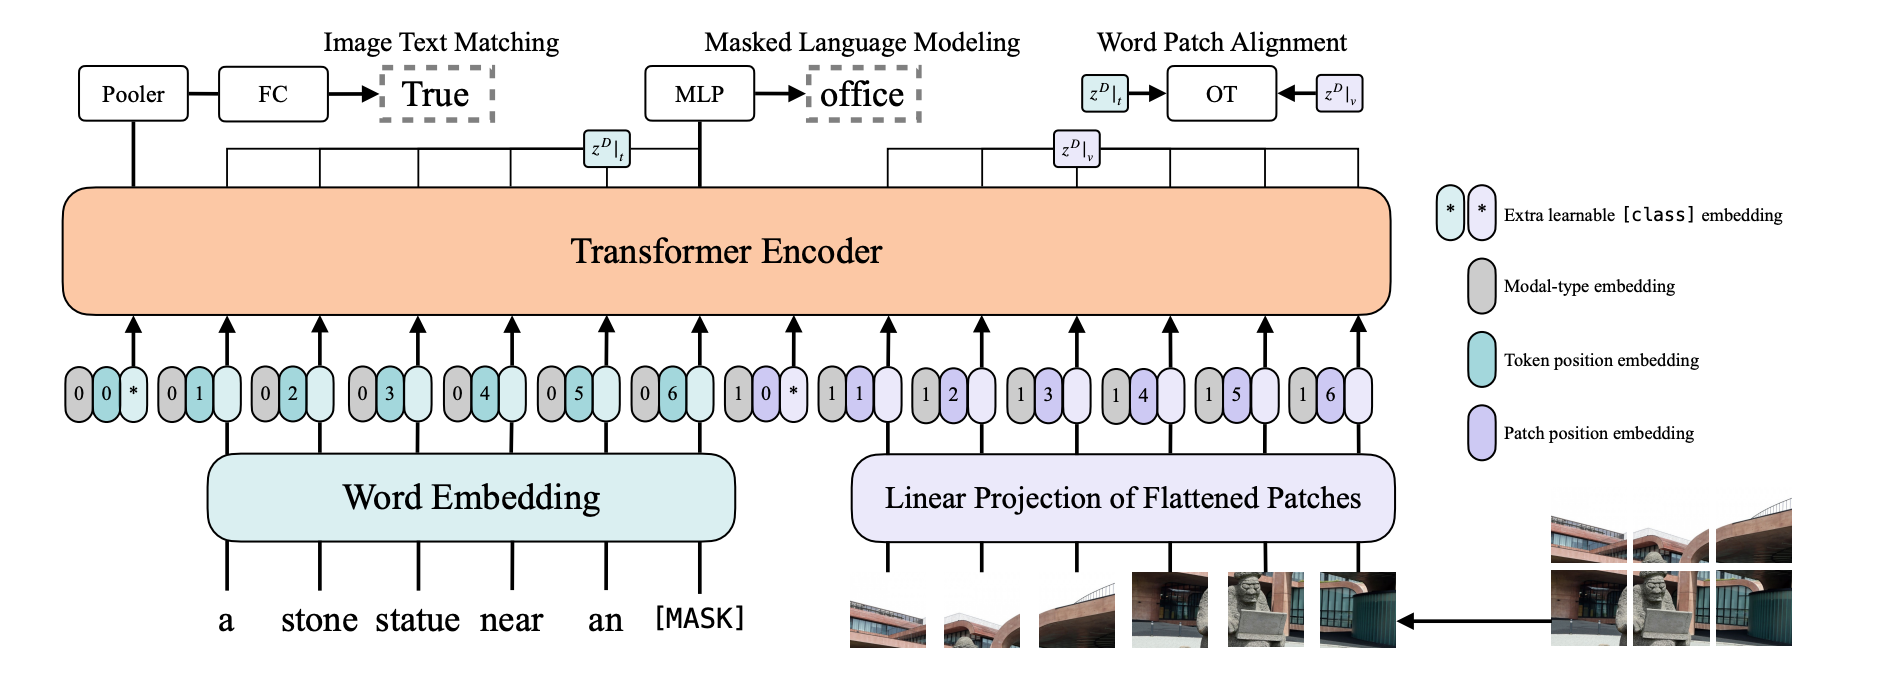 Image Text Matching
Masked Language Modeling
Word Patch Alignment
Pooler
FC
True
MLP
office
z^D|_t
OT
z^D|_v
z^D|_t
z^D|_v
Transformer Encoder
* * Extra learnable [class] embedding
Modal-type embedding
Token position embedding
Patch position embedding
0 0 * 0 1 0 2 0 3 0 4 0 5 0 6 1 0 * 1 1 1 2 1 3 1 4 1 5 1 6
Word Embedding
Linear Projection of Flattened Patches
a stone statue near an [MASK]